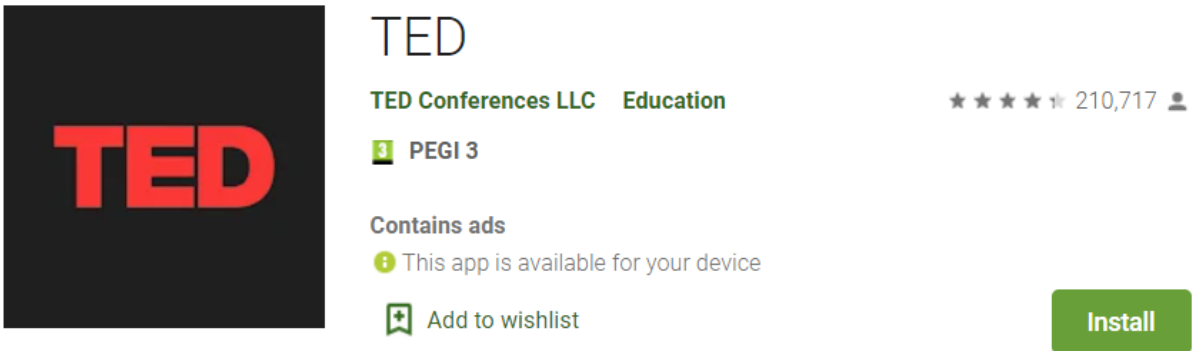 TED
TED
TED Conferences LLC Education
210,717
3 PEGI 3
Contains ads
This app is available for your device
Add to wishlist
Install